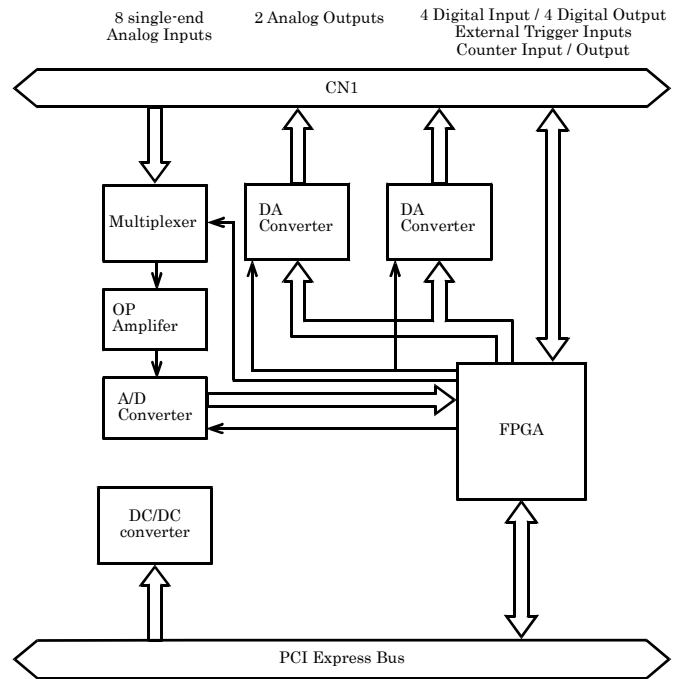 8 single-end
Analog Inputs
2 Analog Outputs
4 Digital Input / 4 Digital Output
External Trigger Inputs
Counter Input / Output
CN1
Multiplexer
DA
Converter
DA
Converter
OP
Amplifer
A/D
Converter
FPGA
DC/DC
converter
PCI Express Bus